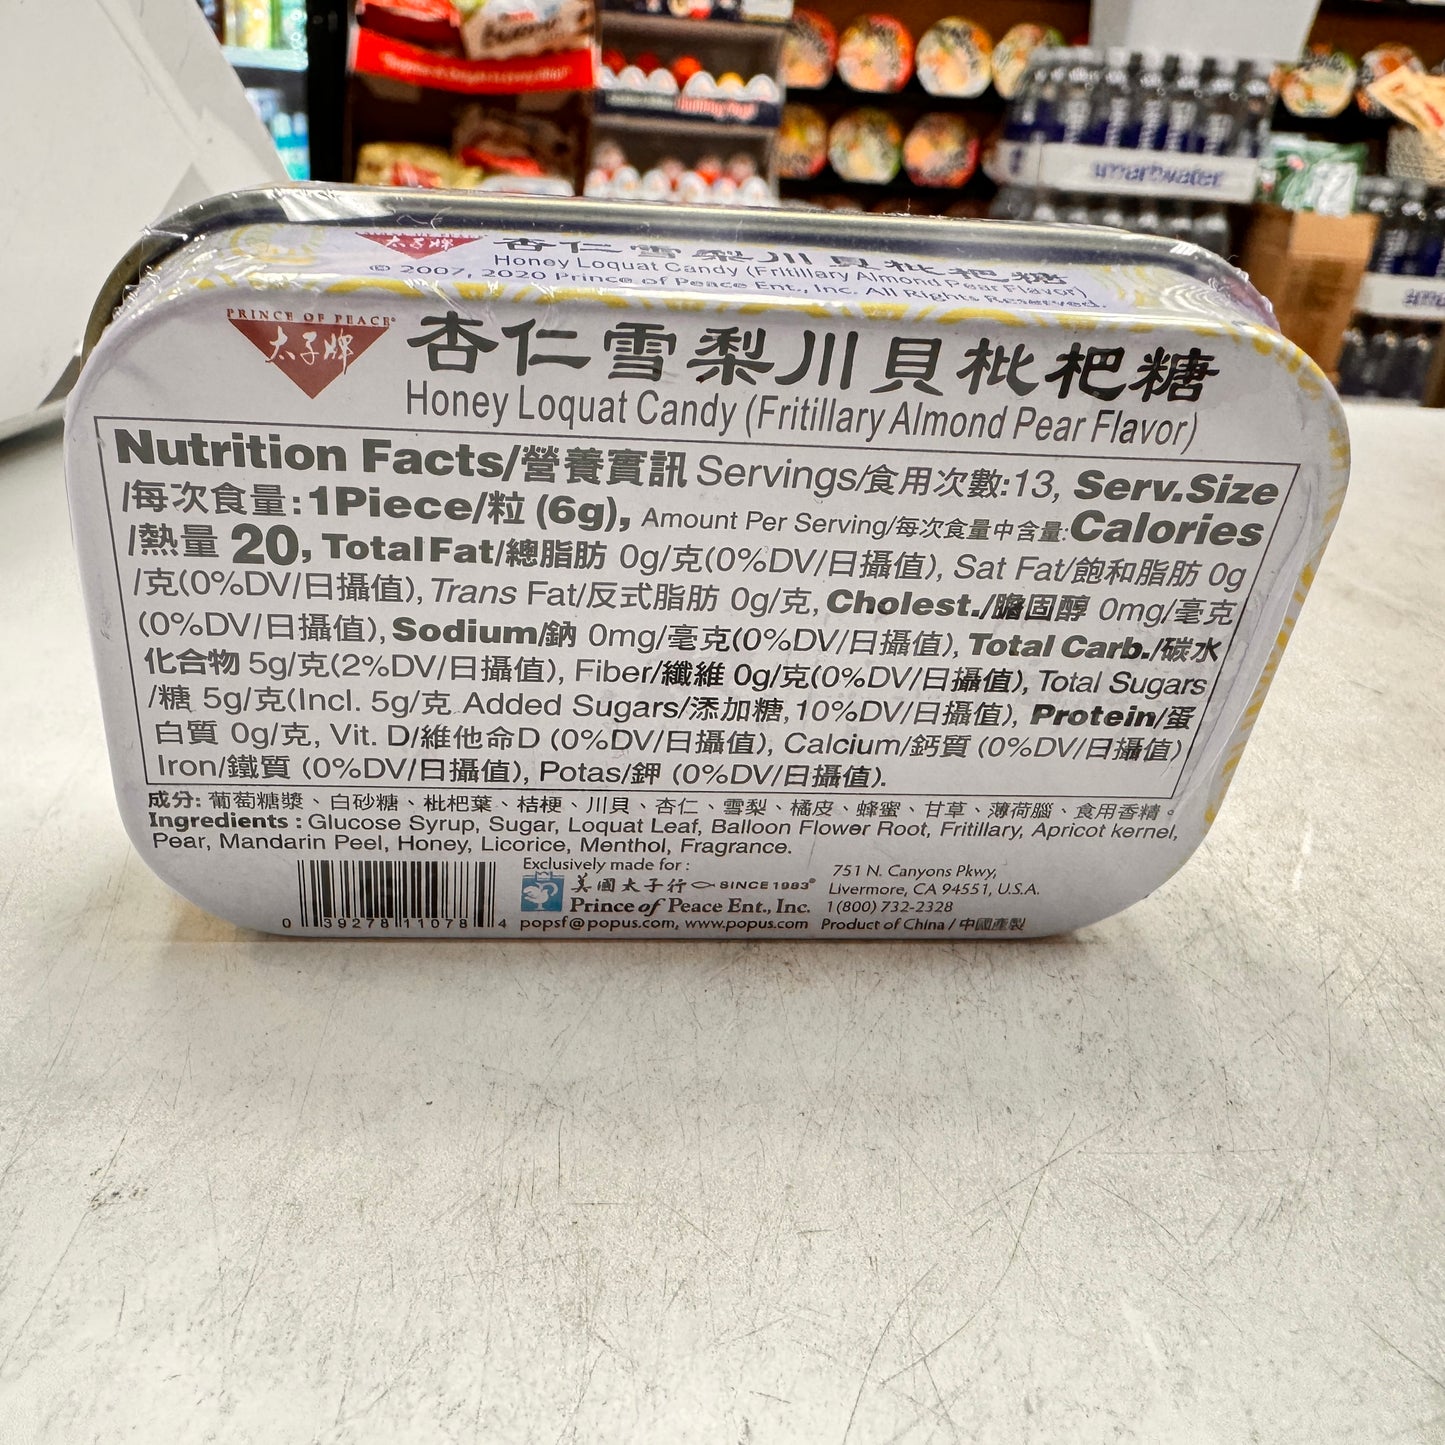 smartwater
太子牌 杏仁雪梨川貝枇杷糖
Honey Loquat Candy (Fritillary Almond Pear Flavor)
© 2007, 2020 Prince of Peace Ent., Inc. All Rights Reserved.
PRINCE OF PEACE®
太子牌
杏仁雪梨川貝枇杷糖
Honey Loquat Candy (Fritillary Almond Pear Flavor)
Nutrition Facts/營養實訊 Servings/食用次數:13, Serv.Size
/每次食量:1Piece/粒 (6g), Amount Per Serving/每次食量中含量:Calories
/熱量 20, Total Fat/總脂肪 0g/克(0%DV/日攝值), Sat Fat/飽和脂肪 0g
/克(0%DV/日攝值), Trans Fat/反式脂肪 0g/克, Cholest./膽固醇 0mg/毫克
(0%DV/日攝值), Sodium/鈉 0mg/毫克(0%DV/日攝值), Total Carb./碳水
化合物 5g/克(2%DV/日攝值), Fiber/纖維 0g/克(0%DV/日攝值), Total Sugars
/糖 5g/克(Incl. 5g/克 Added Sugars/添加糖,10%DV/日攝值), Protein/蛋
白質 0g/克, Vit. D/維他命D (0%DV/日攝值), Calcium/鈣質 (0%DV/日攝值)
Iron/鐵質 (0%DV/日攝值), Potas/鉀 (0%DV/日攝值).
成分: 葡萄糖漿、白砂糖、枇杷葉、桔梗、川貝、杏仁、雪梨、橘皮、蜂蜜、甘草、薄荷腦、食用香精。
Ingredients : Glucose Syrup, Sugar, Loquat Leaf, Balloon Flower Root, Fritillary, Apricot kernel,
Pear, Mandarin Peel, Honey, Licorice, Menthol, Fragrance.
0 39278 11078 4
Exclusively made for :
美國太子行 SINCE 1983®
Prince of Peace Ent., Inc.
popsf@popus.com, www.popus.com
751 N. Canyons Pkwy,
Livermore, CA 94551, U.S.A.
1(800) 732-2328
Product of China / 中國產製